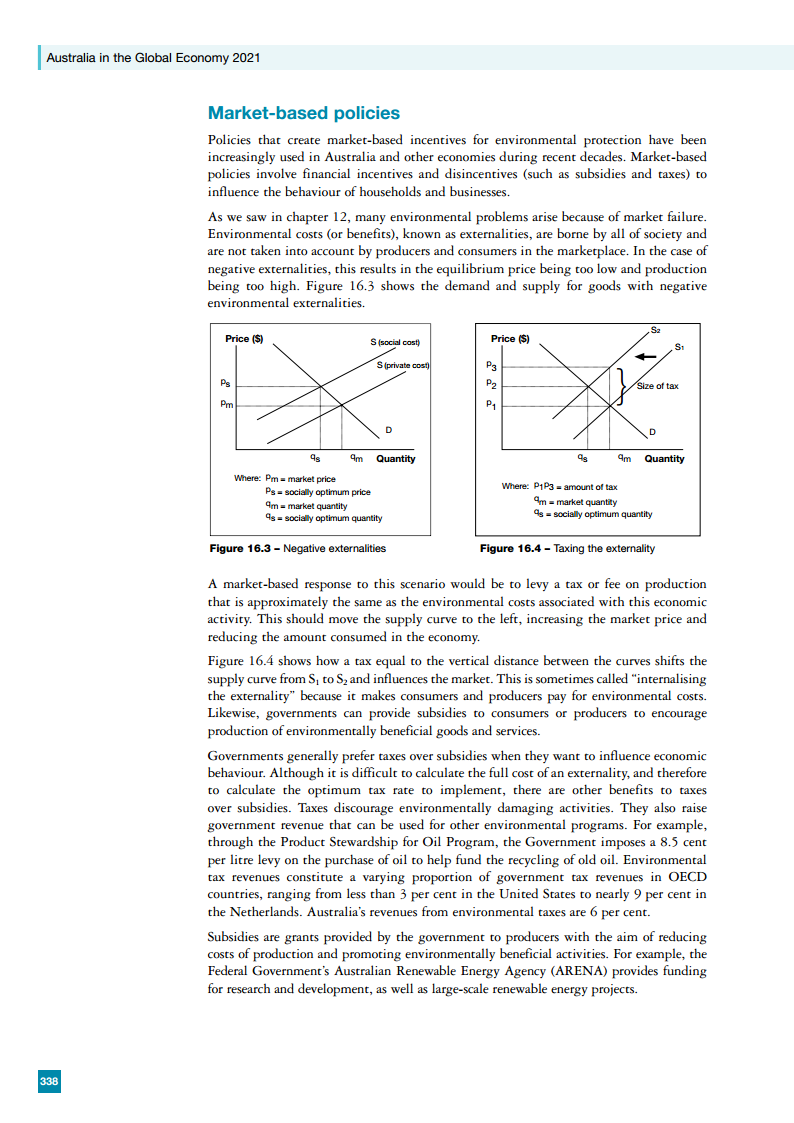 Australia in the Global Economy 2021
Market-based policies
Policies that create market-based incentives for environmental protection have been
increasingly used in Australia and other economies during recent decades. Market-based
policies involve financial incentives and disincentives (such as subsidies and taxes) to
influence the behaviour of households and businesses.
As we saw in chapter 12, many environmental problems arise because of market failure.
Environmental costs (or benefits), known as externalities, are borne by all of society and
are not taken into account by producers and consumers in the marketplace. In the case of
negative externalities, this results in the equilibrium price being too low and production
being too high. Figure 16.3 shows the demand and supply for goods with negative
environmental externalities.
Price ($)
S (social cost)
S (private cost)
Ps
Pm
D
qs
qm
Quantity
Where: Pm = market price
Ps = socially optimum price
qm = market quantity
qs = socially optimum quantity
Figure 16.3 – Negative externalities
Price ($)
S2
S1
P3
P2
Size of tax
P1
D
qs
qm
Quantity
Where: P1P3 = amount of tax
qm = market quantity
qs = socially optimum quantity
Figure 16.4 – Taxing the externality
A market-based response to this scenario would be to levy a tax or fee on production
that is approximately the same as the environmental costs associated with this economic
activity. This should move the supply curve to the left, increasing the market price and
reducing the amount consumed in the economy.
Figure 16.4 shows how a tax equal to the vertical distance between the curves shifts the
supply curve from S1 to S2 and influences the market. This is sometimes called “internalising
the externality” because it makes consumers and producers pay for environmental costs.
Likewise, governments can provide subsidies to consumers or producers to encourage
production of environmentally beneficial goods and services.
Governments generally prefer taxes over subsidies when they want to influence economic
behaviour. Although it is difficult to calculate the full cost of an externality, and therefore
to calculate the optimum tax rate to implement, there are other benefits to taxes
over subsidies. Taxes discourage environmentally damaging activities. They also raise
government revenue that can be used for other environmental programs. For example,
through the Product Stewardship for Oil Program, the Government imposes a 8.5 cent
per litre levy on the purchase of oil to help fund the recycling of old oil. Environmental
tax revenues constitute a varying proportion of government tax revenues in OECD
countries, ranging from less than 3 per cent in the United States to nearly 9 per cent in
the Netherlands. Australia’s revenues from environmental taxes are 6 per cent.
Subsidies are grants provided by the government to producers with the aim of reducing
costs of production and promoting environmentally beneficial activities. For example, the
Federal Government’s Australian Renewable Energy Agency (ARENA) provides funding
for research and development, as well as large-scale renewable energy projects.
338